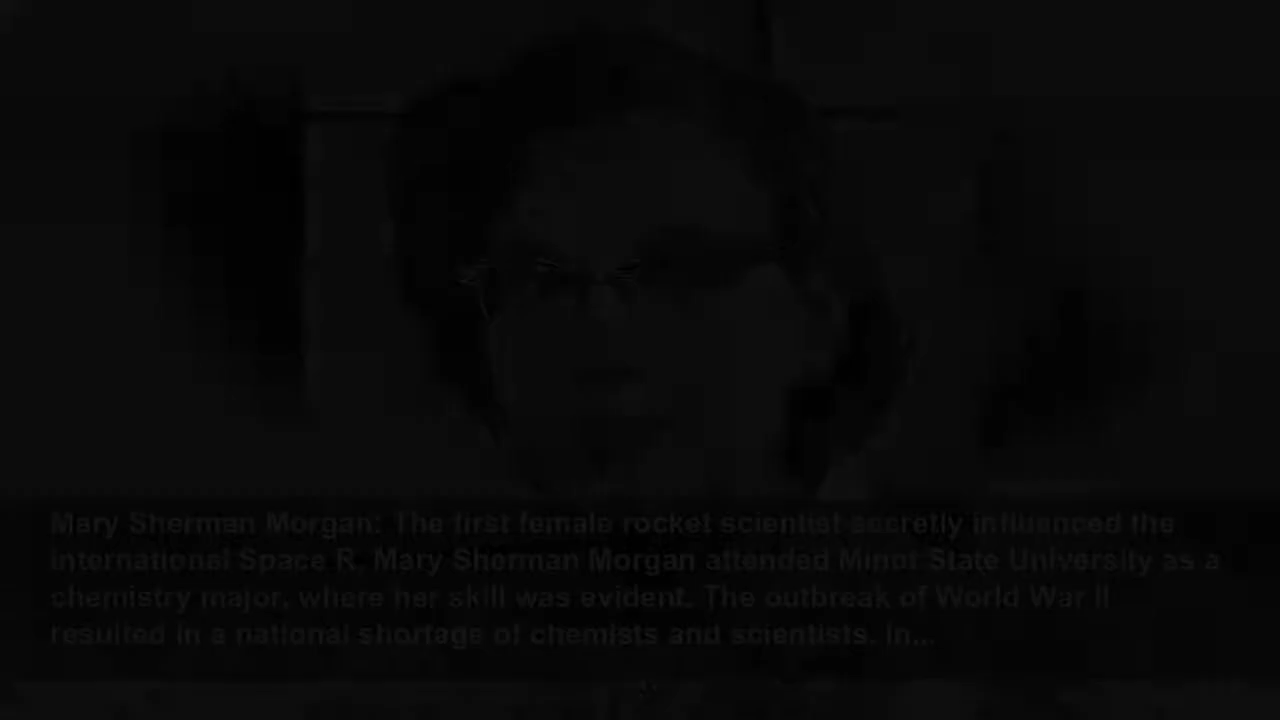 Mary Sherman Morgan: The first female rocket scientist secretly influenced the
international Space R. Mary Sherman Morgan attended Minot State University as a
chemistry major, where her skill was evident. The outbreak of World War II
resulted in a national shortage of chemists and scientists. In...